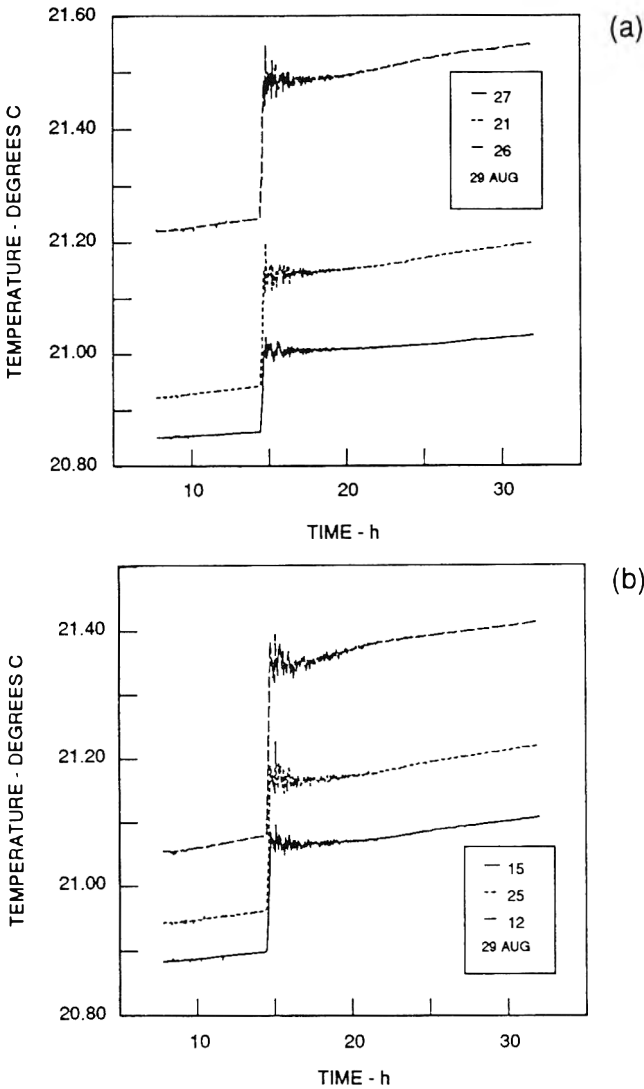 (a)
21.60
21.40
21.20
21.00
20.80
TEMPERATURE - DEGREES C
27
21
26
29 AUG
10
20
30
TIME - h
(b)
21.40
21.20
21.00
20.80
TEMPERATURE - DEGREES C
15
25
12
29 AUG
10
20
30
TIME - h